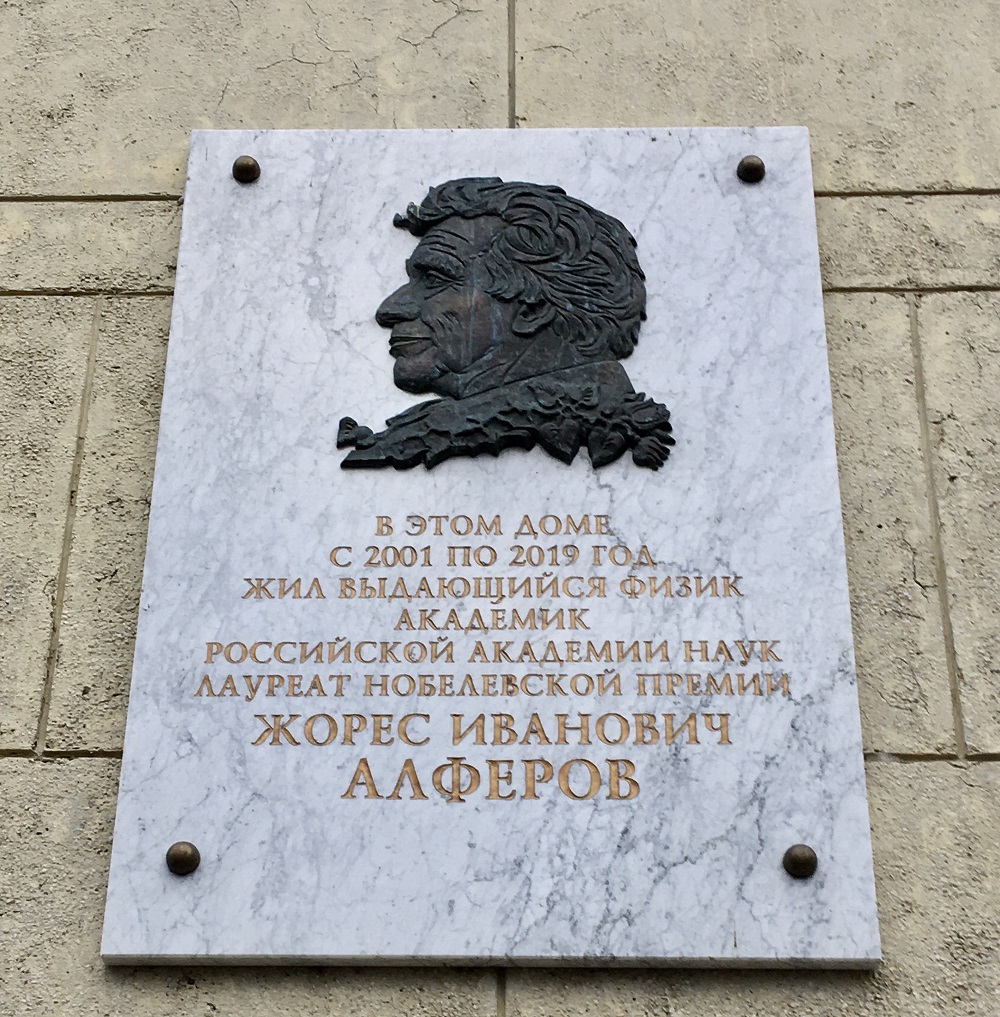 В ЭТОМ ДОМЕ
С 2001 ПО 2019 ГОД
ЖИЛ ВЫДАЮЩИЙСЯ ФИЗИК
АКАДЕМИК
РОССИЙСКОЙ АКАДЕМИИ НАУК
ЛАУРЕАТ НОБЕЛЕВСКОЙ ПРЕМИИ
ЖОРЕС ИВАНОВИЧ
АЛФЕРОВ